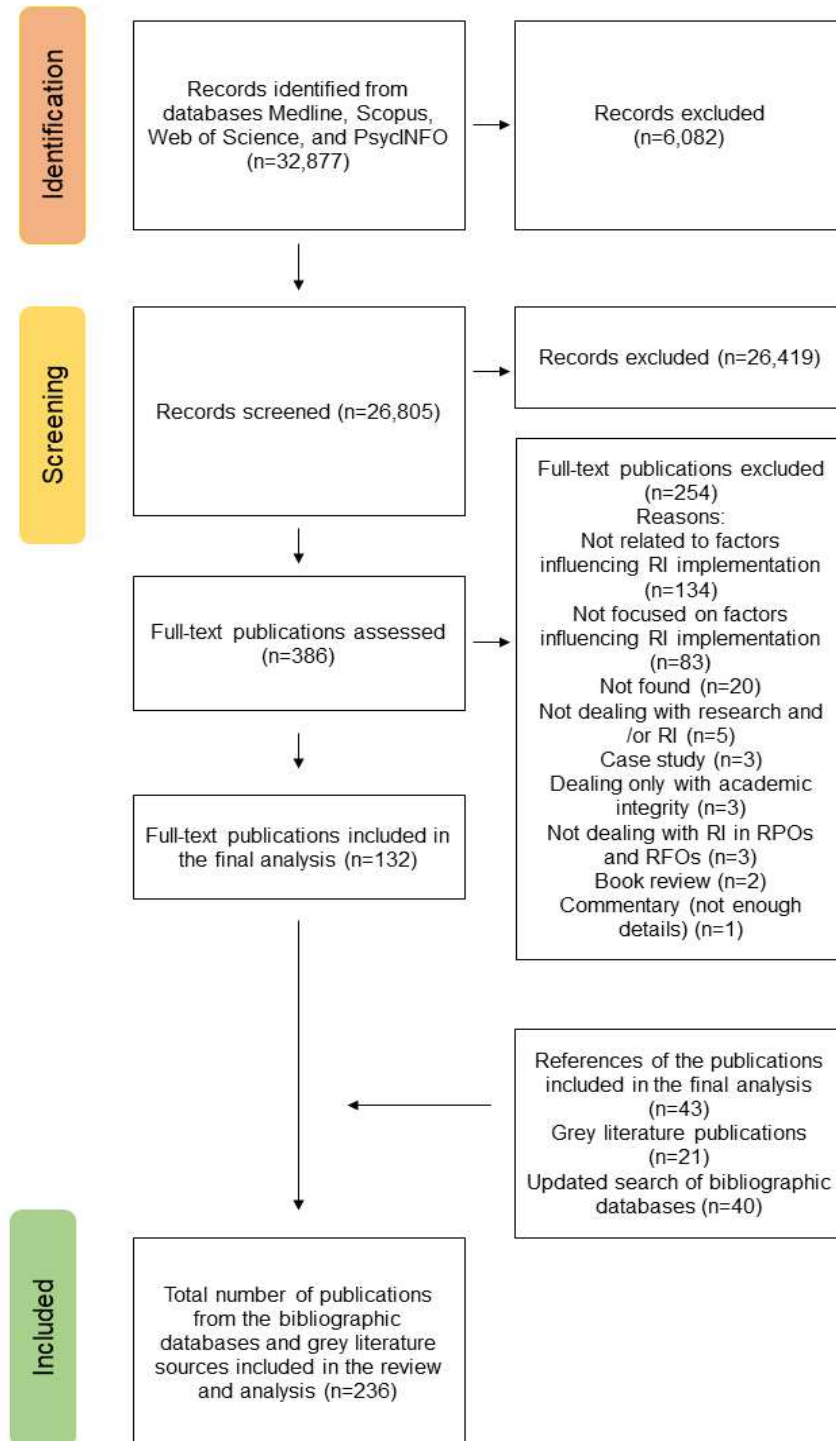 Identification
Records identified from
databases Medline, Scopus,
Web of Science, and PsycINFO
(n=32,877)
Records excluded
(n=6,082)
Screening
Records screened (n=26,805)
Records excluded (n=26,419)
Full-text publications assessed
(n=386)
Full-text publications excluded
(n=254)
Reasons:
Not related to factors
influencing RI implementation
(n=134)
Not focused on factors
influencing RI implementation
(n=83)
Not found (n=20)
Not dealing with research and
/or RI (n=5)
Case study (n=3)
Dealing only with academic
integrity (n=3)
Not dealing with RI in RPOs
and RFOs (n=3)
Book review (n=2)
Commentary (not enough
details) (n=1)
Full-text publications included in
the final analysis (n=132)
References of the publications
included in the final analysis
(n=43)
Grey literature publications
(n=21)
Updated search of bibliographic
databases (n=40)
Included
Total number of publications
from the bibliographic
databases and grey literature
sources included in the review
and analysis (n=236)